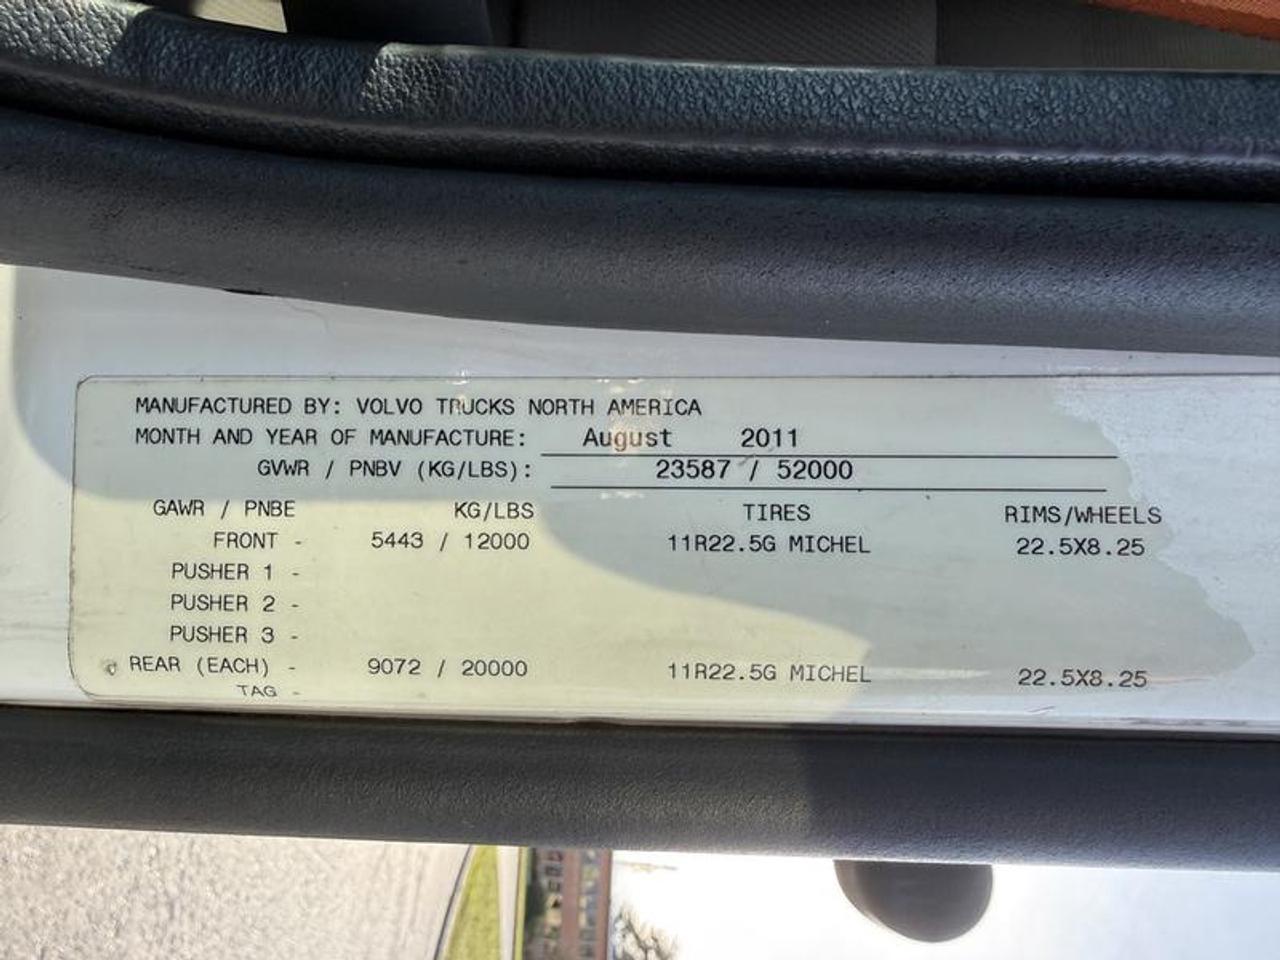 MANUFACTURED BY: VOLVO TRUCKS NORTH AMERICA
MONTH AND YEAR OF MANUFACTURE: August 2011
GVWR / PNBV (KG/LBS): 23587 / 52000
GAWR / PNBE KG/LBS TIRES RIMS/WHEELS
FRONT - 5443 / 12000 11R22.5G MICHEL 22.5X8.25
PUSHER 1 -
PUSHER 2 -
PUSHER 3 -
REAR (EACH) - 9072 / 20000 11R22.5G MICHEL 22.5X8.25
TAG -